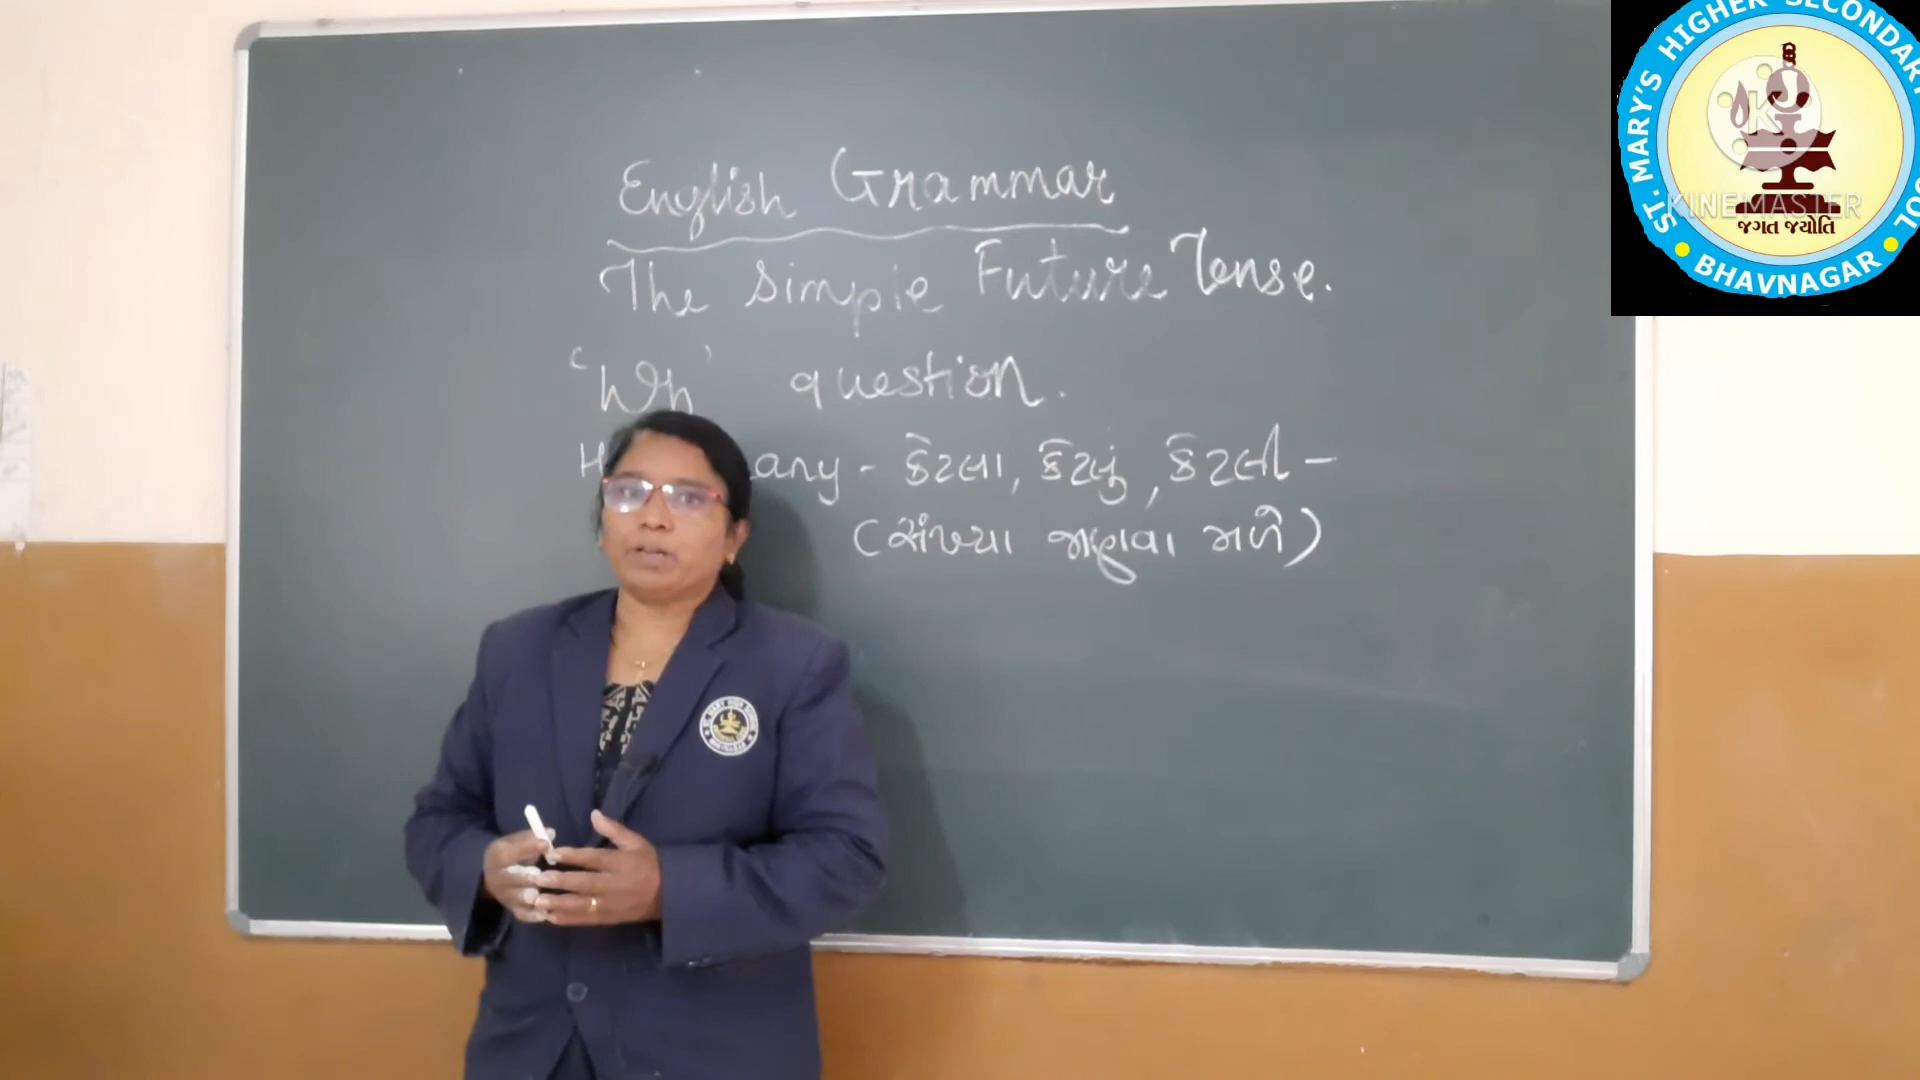 English Grammar
The Simple Future Tense.
'Wh' question.
any - કેટલા, કેટલું, કેટલી -
(સંખ્યા જાણવા મળે)
ST. MARY'S HIGHER SECONDARY
BHAVNAGAR
જગત જ્યોતિ
KINEMASTER